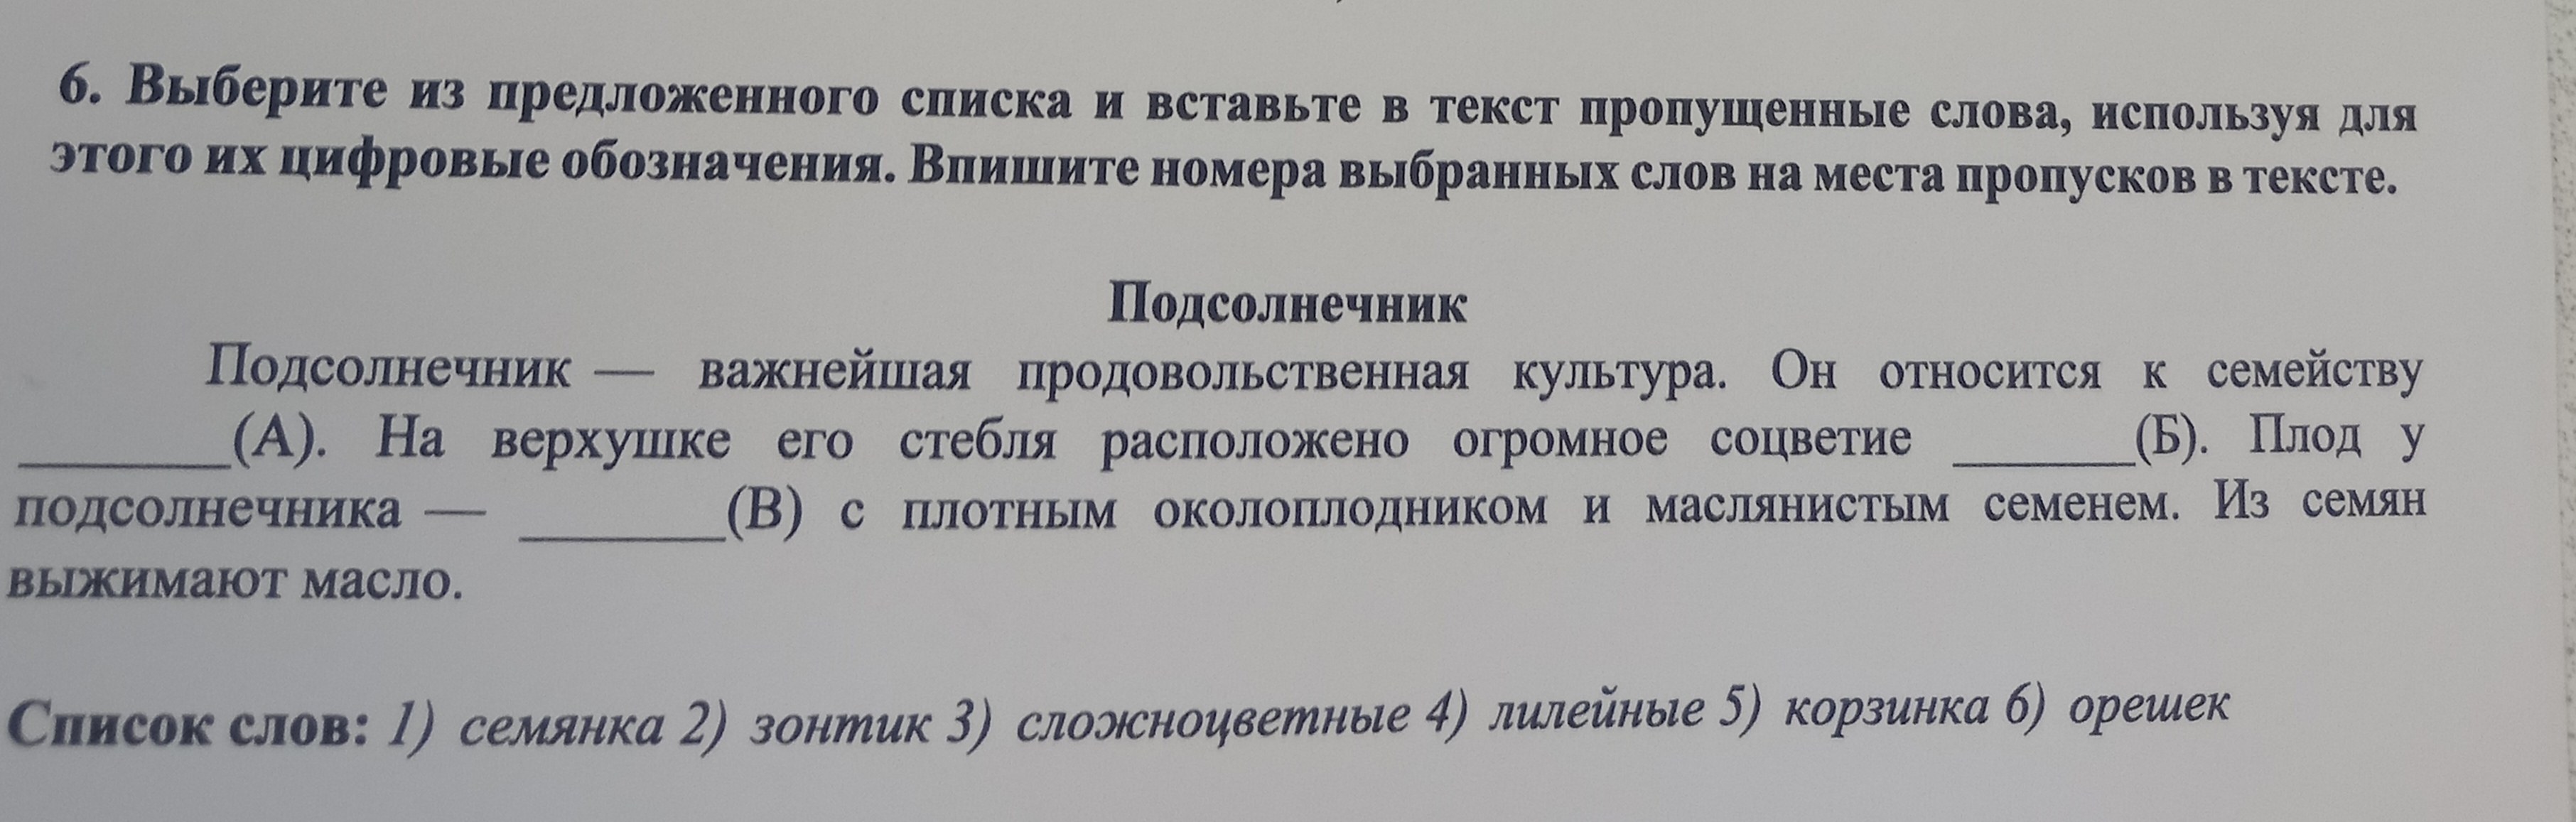 6. Выберите из предложенного списка и вставьте в текст пропущенные слова, используя для
этого их цифровые обозначения. Впишите номера выбранных слов на места пропусков в тексте.
Подсолнечник
Подсолнечник — важнейшая продовольственная культура. Он относится к семейству
________(А). На верхушке его стебля расположено огромное соцветие _______(Б). Плод у
подсолнечника — ________(В) с плотным околоплодником и маслянистым семенем. Из семян
выжимают масло.
Список слов: 1) семянка 2) зонтик 3) сложноцветные 4) лилейные 5) корзинка 6) орешек